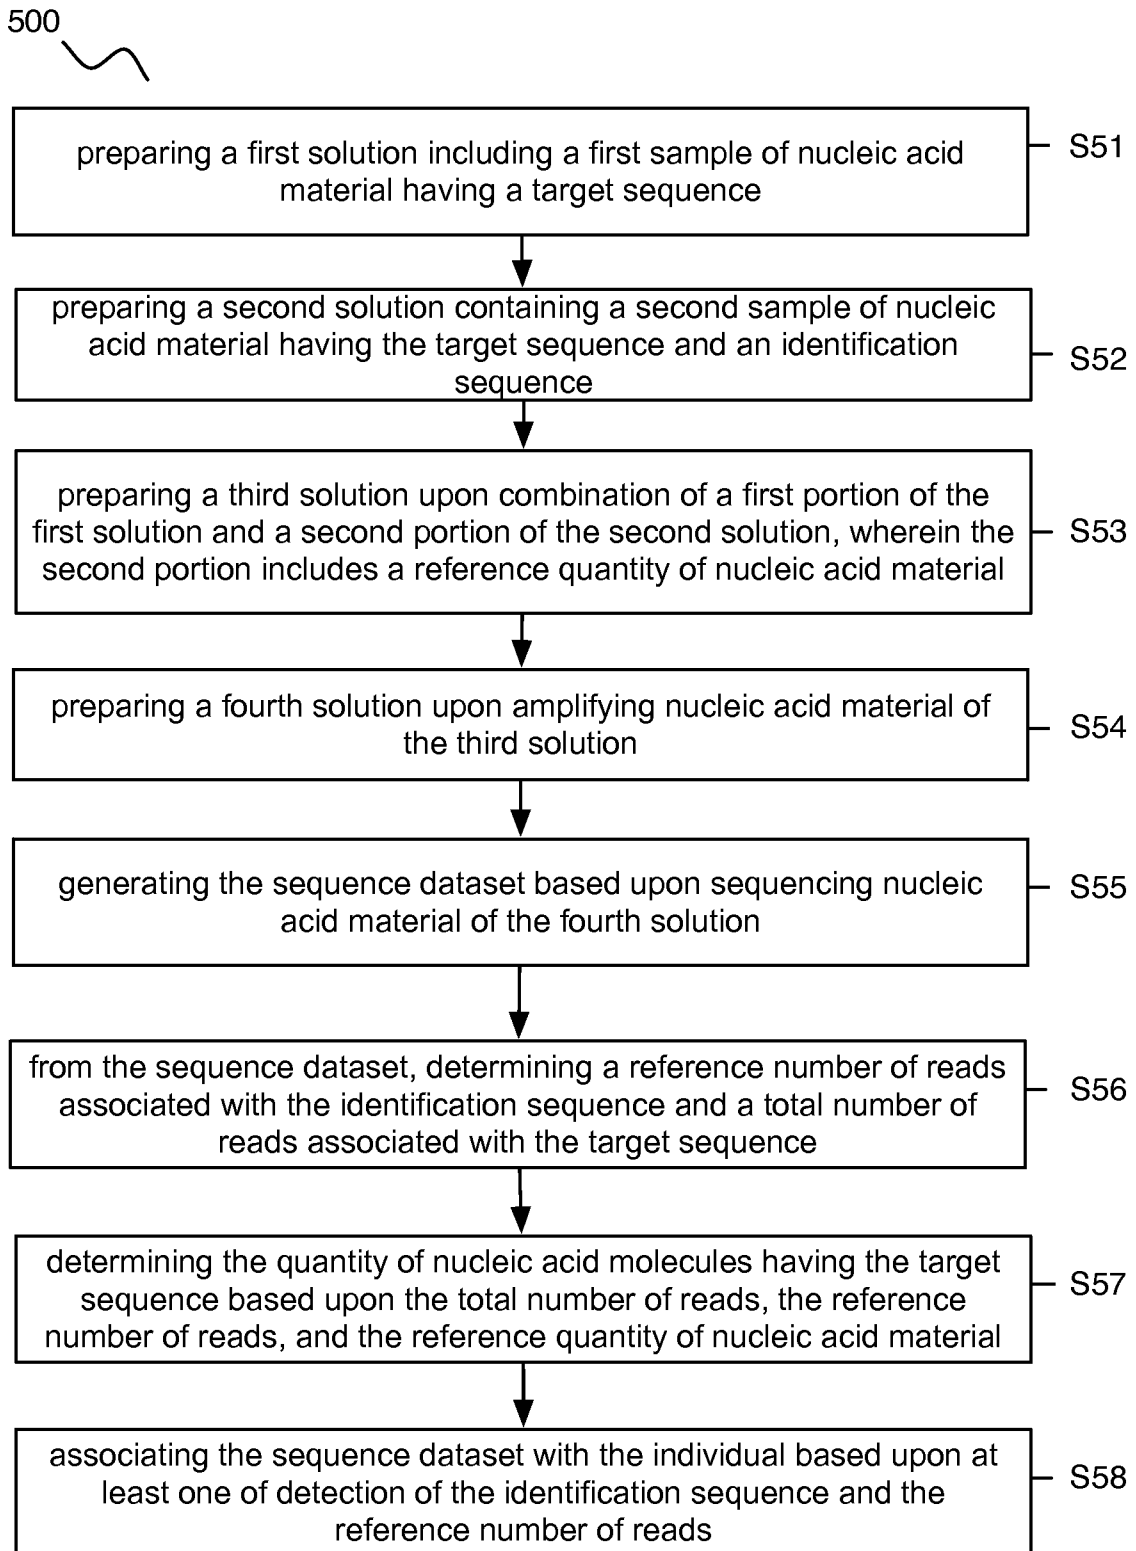 500
preparing a first solution including a first sample of nucleic acid
material having a target sequence
S51
preparing a second solution containing a second sample of nucleic
acid material having the target sequence and an identification
sequence
S52
preparing a third solution upon combination of a first portion of the
first solution and a second portion of the second solution, wherein the
second portion includes a reference quantity of nucleic acid material
S53
preparing a fourth solution upon amplifying nucleic acid material of
the third solution
S54
generating the sequence dataset based upon sequencing nucleic
acid material of the fourth solution
S55
from the sequence dataset, determining a reference number of reads
associated with the identification sequence and a total number of
reads associated with the target sequence
S56
determining the quantity of nucleic acid molecules having the target
sequence based upon the total number of reads, the reference
number of reads, and the reference quantity of nucleic acid material
S57
associating the sequence dataset with the individual based upon at
least one of detection of the identification sequence and the
reference number of reads
S58